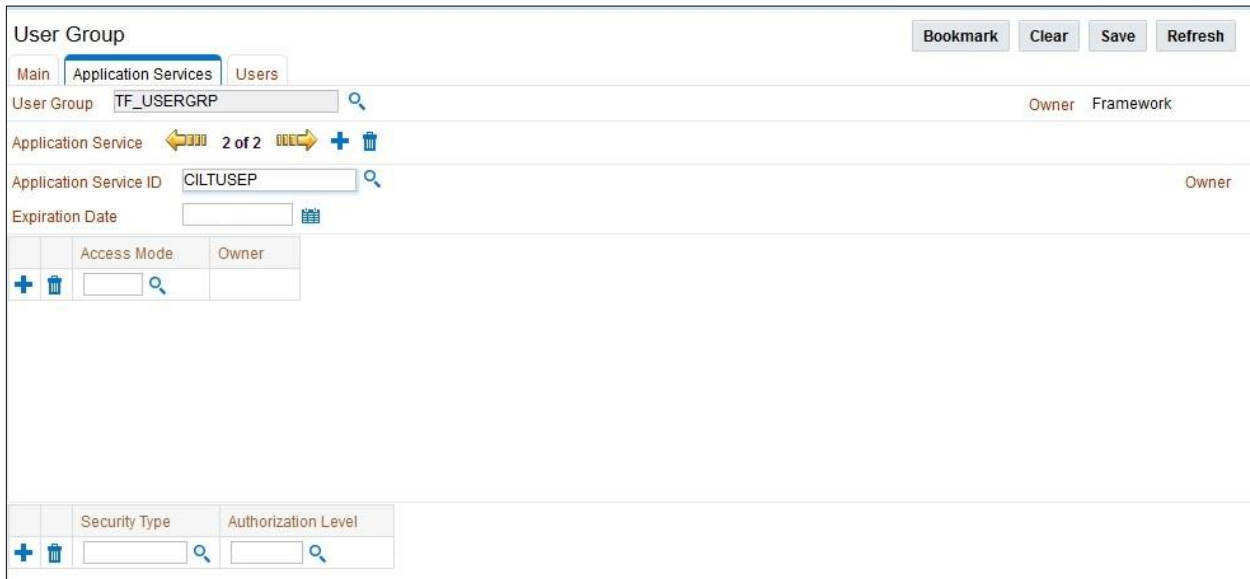 User Group Bookmark Clear Save Refresh
Main Application Services Users
User Group TF_USERGRP Owner Framework
Application Service 2 of 2
Application Service ID CILTUSEP Owner
Expiration Date
Access Mode Owner
Security Type Authorization Level